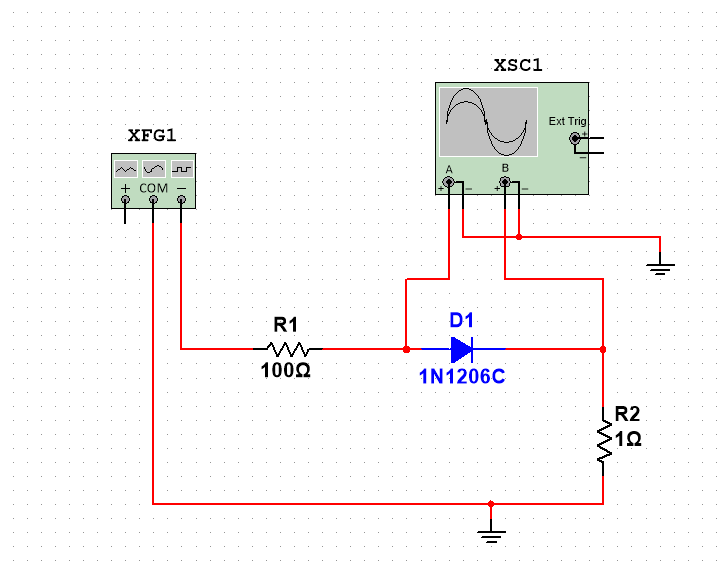 XSC1
Ext Trig
+
−
A
B
+ − + −
XFG1
+ COM −
R1
100Ω
D1
1N1206C
R2
1Ω